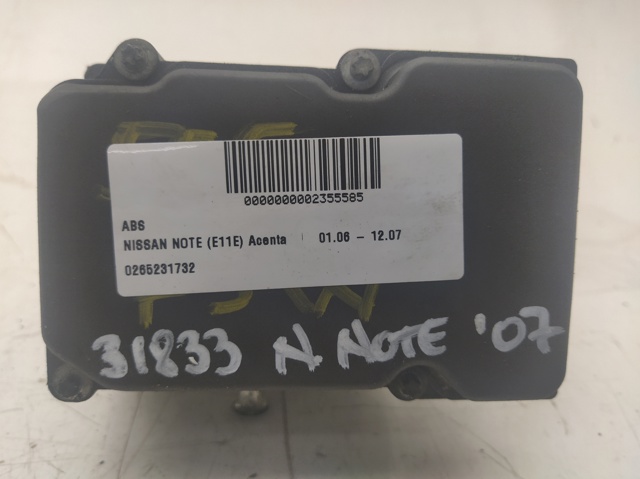 0000000002355585
ABS
NISSAN NOTE (E11E) Acenta 01.06 - 12.07
0265231732
31833 N. NOTE '07